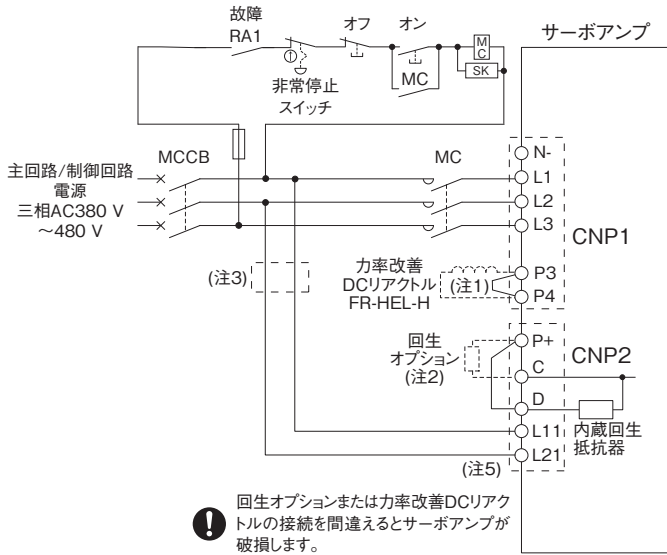 故障
RA1
オフ
オン
サーボアンプ
M
C
SK
MC
非常停止
スイッチ
MCCB
MC
主回路/制御回路
電源
三相AC380 V
～480 V
N-
L1
L2
L3
CNP1
(注3)
力率改善
DCリアクトル
FR-HEL-H
(注1)
P3
P4
回生
オプション
(注2)
P+
CNP2
C
D
内蔵回生
抵抗器
L11
L21
(注5)
回生オプションまたは力率改善DCリアク
トルの接続を間違えるとサーボアンプが
破損します。